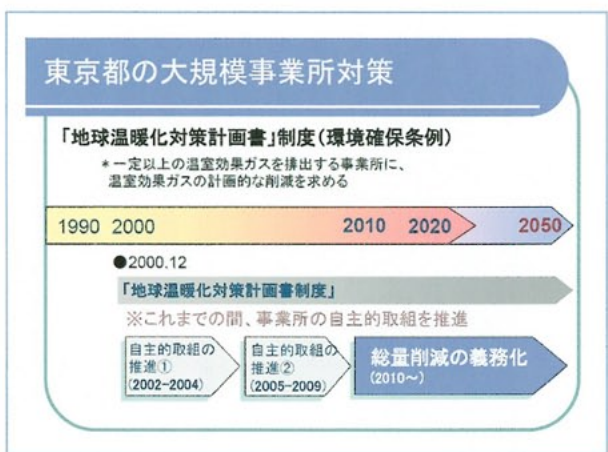 東京都の大規模事業所対策
「地球温暖化対策計画書」制度(環境確保条例)
*一定以上の温室効果ガスを排出する事業所に、
温室効果ガスの計画的な削減を求める
1990 2000 2010 2020 2050
●2000.12
「地球温暖化対策計画書制度」
※これまでの間、事業所の自主的取組を推進
自主的取組の
推進①
(2002-2004)
自主的取組の
推進②
(2005-2009)
総量削減の義務化
(2010~)